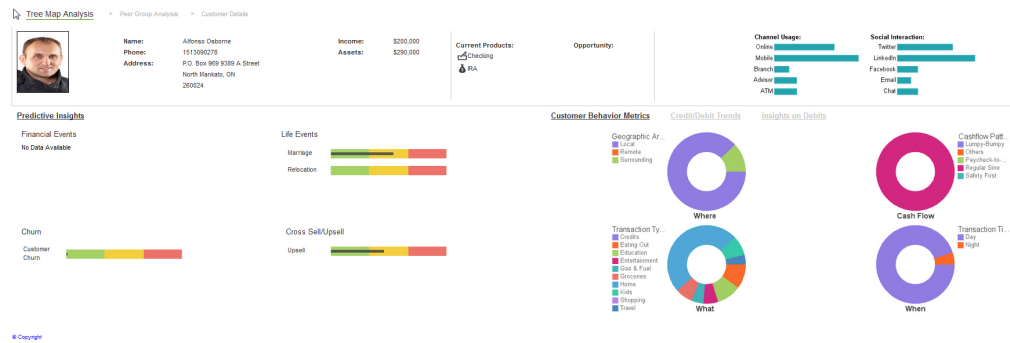 Tree Map Analysis > Peer Group Analysis > Customer Details
Name: Alfonso Osborne
Phone: 1513090278
Address: P.O. Box 969 9389 A Street
North Mankato, ON
260024
Income: $200,000
Assets: $290,000
Current Products:
Checking
IRA
Opportunity:
Channel Usage:
Online
Mobile
Branch
Advisor
ATM
Social Interaction:
Twitter
LinkedIn
Facebook
Email
Chat
Predictive Insights
Financial Events
No Data Available
Life Events
Marriage
Relocation
Churn
Customer
Churn
Cross Sell/Upsell
Upsell
Customer Behavior Metrics Credit/Debit Trends Insights on Debits
Geographic Ar...
Local
Remote
Surrounding
Where
Cashflow Patt...
Lumpy-Bumpy
Others
Paycheck-to-...
Regular Sine
Satiny First
Cash Flow
Transaction Ty...
Credits
Eating Out
Education
Entertainment
Gas & Fuel
Groceries
Home
Kids
Shopping
Travel
What
Transaction Ti...
Day
Night
When
© Copyright